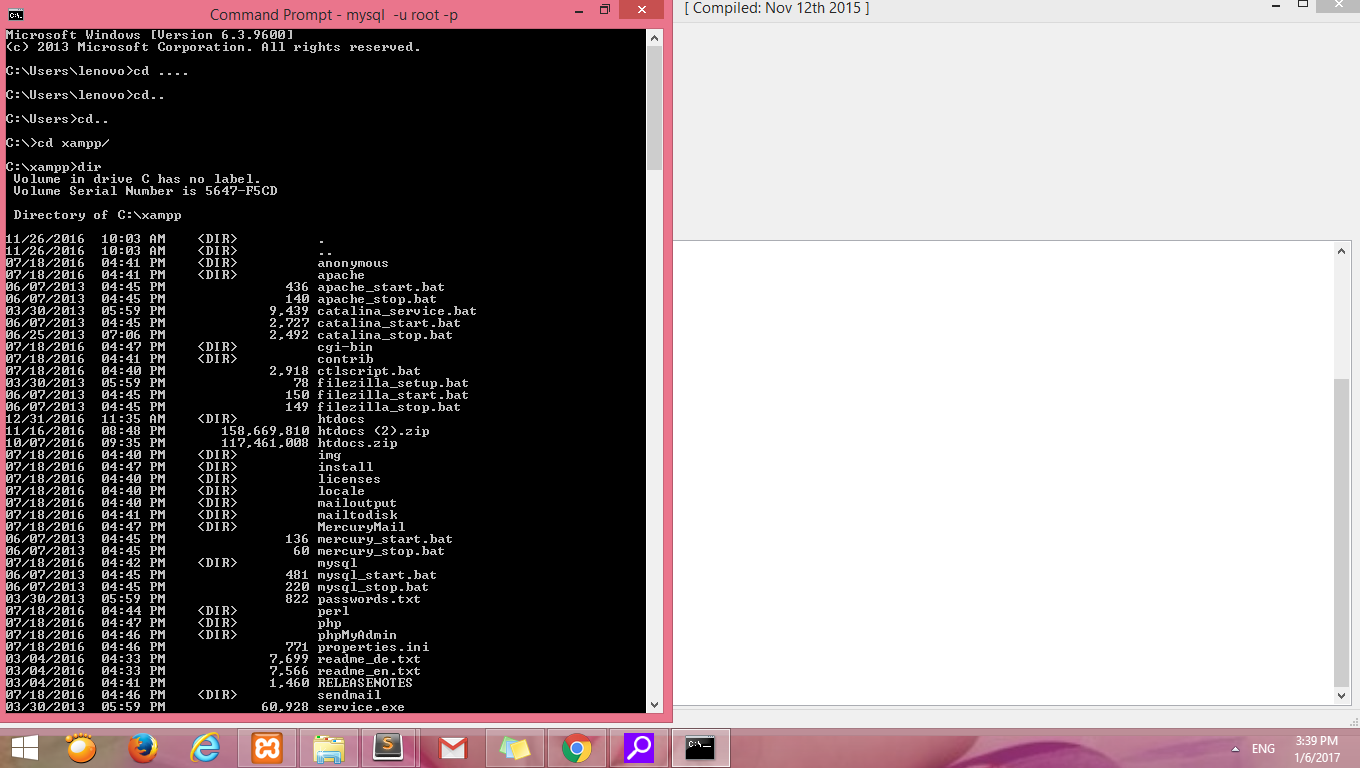 Command Prompt - mysql -u root -p
[ Compiled: Nov 12th 2015 ]
Microsoft Windows [Version 6.3.9600]
(c) 2013 Microsoft Corporation. All rights reserved.
C:\Users\lenovo>cd ....
C:\Users\lenovo>cd..
C:\Users>cd..
C:\>cd xampp/
C:\xampp>dir
Volume in drive C has no label.
Volume Serial Number is 5647-F5CD
Directory of C:\xampp
11/26/2016 10:03 AM <DIR> .
11/26/2016 10:03 AM <DIR> ..
07/18/2016 04:41 PM <DIR> anonymous
07/18/2016 04:41 PM <DIR> apache
06/07/2013 04:45 PM 436 apache_start.bat
06/07/2013 04:45 PM 140 apache_stop.bat
03/30/2013 05:59 PM 9,439 catalina_service.bat
06/07/2013 04:45 PM 2,727 catalina_start.bat
06/25/2013 07:06 PM 2,492 catalina_stop.bat
07/18/2016 04:47 PM <DIR> cgi-bin
07/18/2016 04:41 PM <DIR> contrib
07/18/2016 04:40 PM 2,918 ctlscript.bat
03/30/2013 05:59 PM 78 filezilla_setup.bat
06/07/2013 04:45 PM 150 filezilla_start.bat
06/07/2013 04:45 PM 149 filezilla_stop.bat
12/31/2016 11:35 AM <DIR> htdocs
11/16/2016 08:48 PM 158,669,810 htdocs (2).zip
10/07/2016 09:35 PM 117,461,008 htdocs.zip
07/18/2016 04:40 PM <DIR> img
07/18/2016 04:47 PM <DIR> install
07/18/2016 04:40 PM <DIR> licenses
07/18/2016 04:40 PM <DIR> locale
07/18/2016 04:40 PM <DIR> mailoutput
07/18/2016 04:41 PM <DIR> mailtodisk
07/18/2016 04:47 PM <DIR> MercuryMail
06/07/2013 04:45 PM 136 mercury_start.bat
06/07/2013 04:45 PM 60 mercury_stop.bat
07/18/2016 04:42 PM <DIR> mysql
06/07/2013 04:45 PM 481 mysql_start.bat
06/07/2013 04:45 PM 220 mysql_stop.bat
03/30/2013 05:59 PM 822 passwords.txt
07/18/2016 04:44 PM <DIR> perl
07/18/2016 04:47 PM <DIR> php
07/18/2016 04:46 PM <DIR> phpMyAdmin
07/18/2016 04:46 PM 771 properties.ini
03/04/2016 04:33 PM 7,699 readme_de.txt
03/04/2016 04:33 PM 7,566 readme_en.txt
03/04/2016 04:41 PM 1,460 RELEASENOTES
07/18/2016 04:46 PM <DIR> sendmail
03/30/2013 05:59 PM 60,928 service.exe
ENG
3:39 PM
1/6/2017